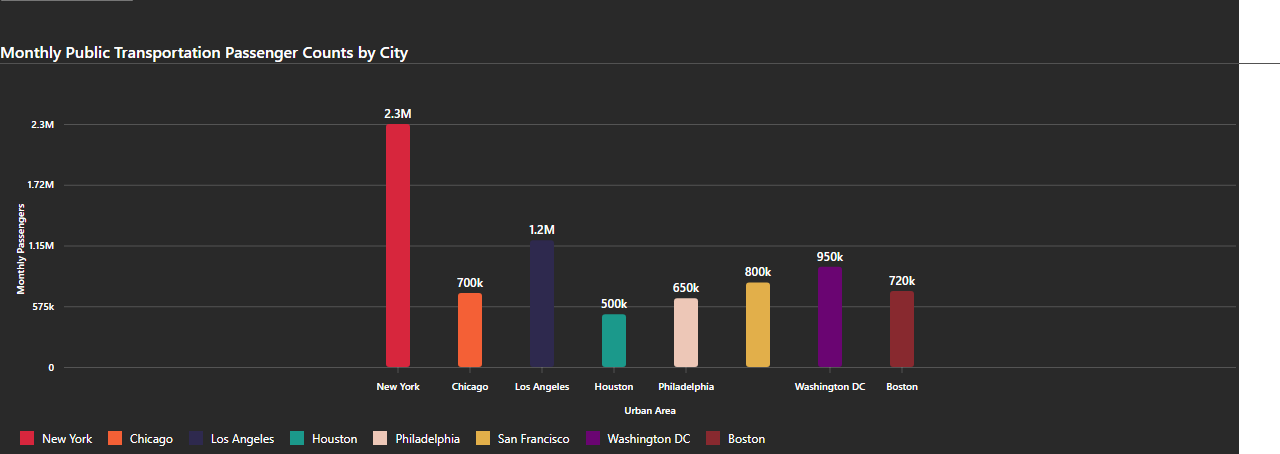 Monthly Public Transportation Passenger Counts by City
2.3M
2.3M
1.72M
1.2M
1.15M
950k
800k
720k
700k
650k
575k
500k
0
Monthly Passengers
New York Chicago Los Angeles Houston Philadelphia Washington DC Boston
Urban Area
New York Chicago Los Angeles Houston Philadelphia San Francisco Washington DC Boston